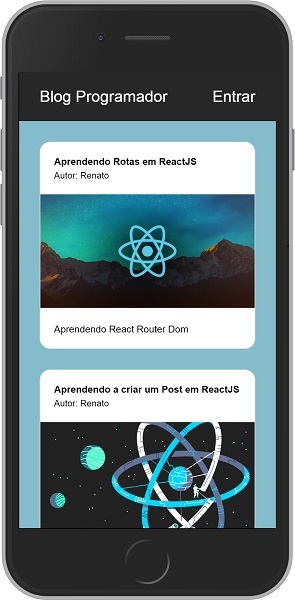 Blog Programador Entrar
Aprendendo Rotas em ReactJS
Autor: Renato
Aprendendo React Router Dom
Aprendendo a criar um Post em ReactJS
Autor: Renato